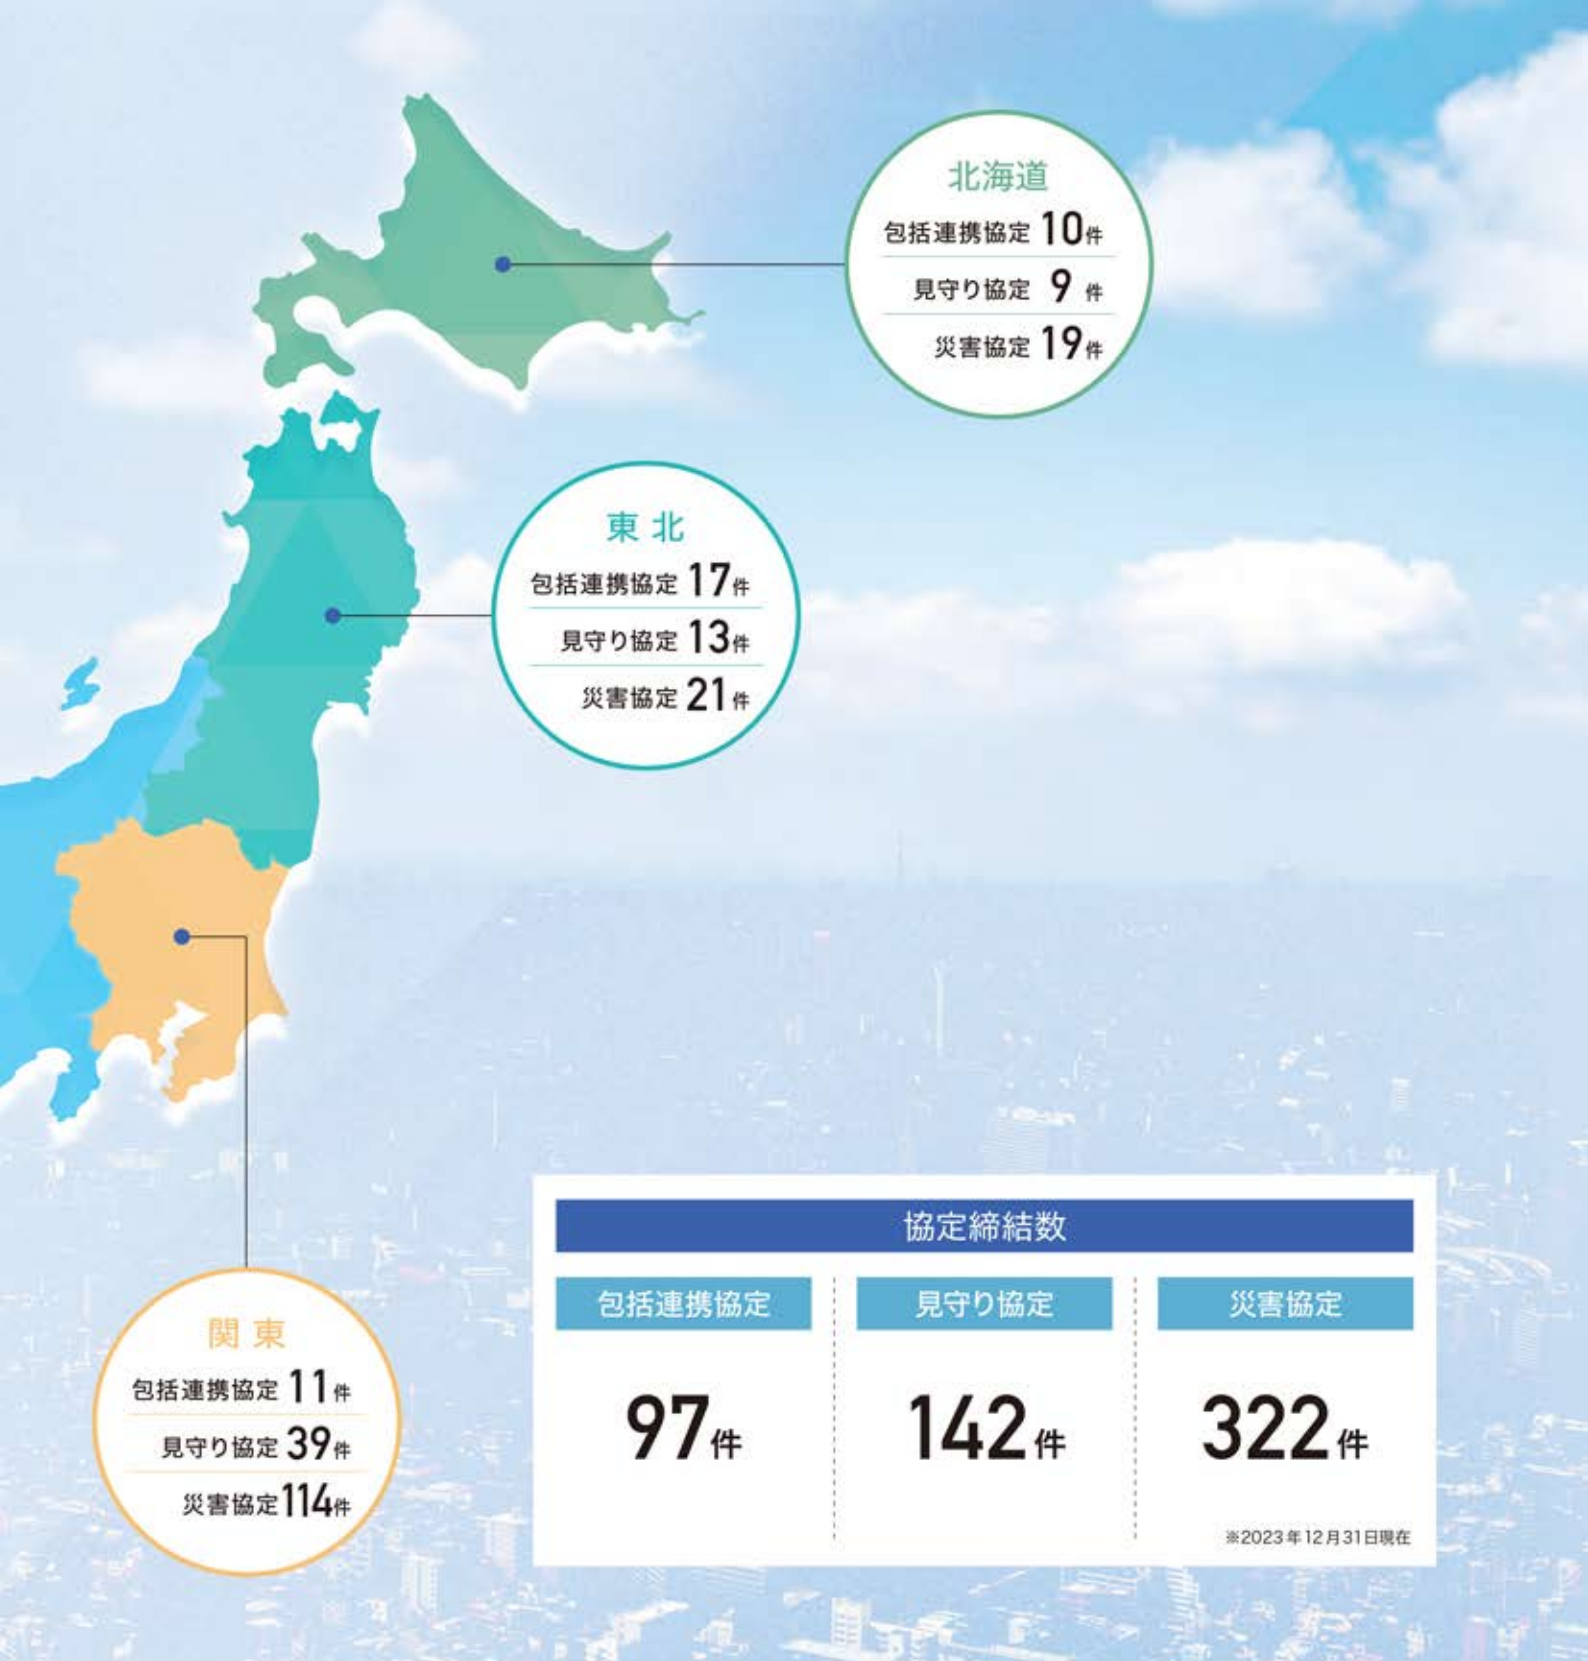 北海道
包括連携協定 10件
見守り協定 9 件
災害協定 19件
東北
包括連携協定 17件
見守り協定 13件
災害協定 21件
関東
包括連携協定 11件
見守り協定 39件
災害協定 114件
協定締結数
包括連携協定 見守り協定 災害協定
97件 142件 322件
※2023年12月31日現在